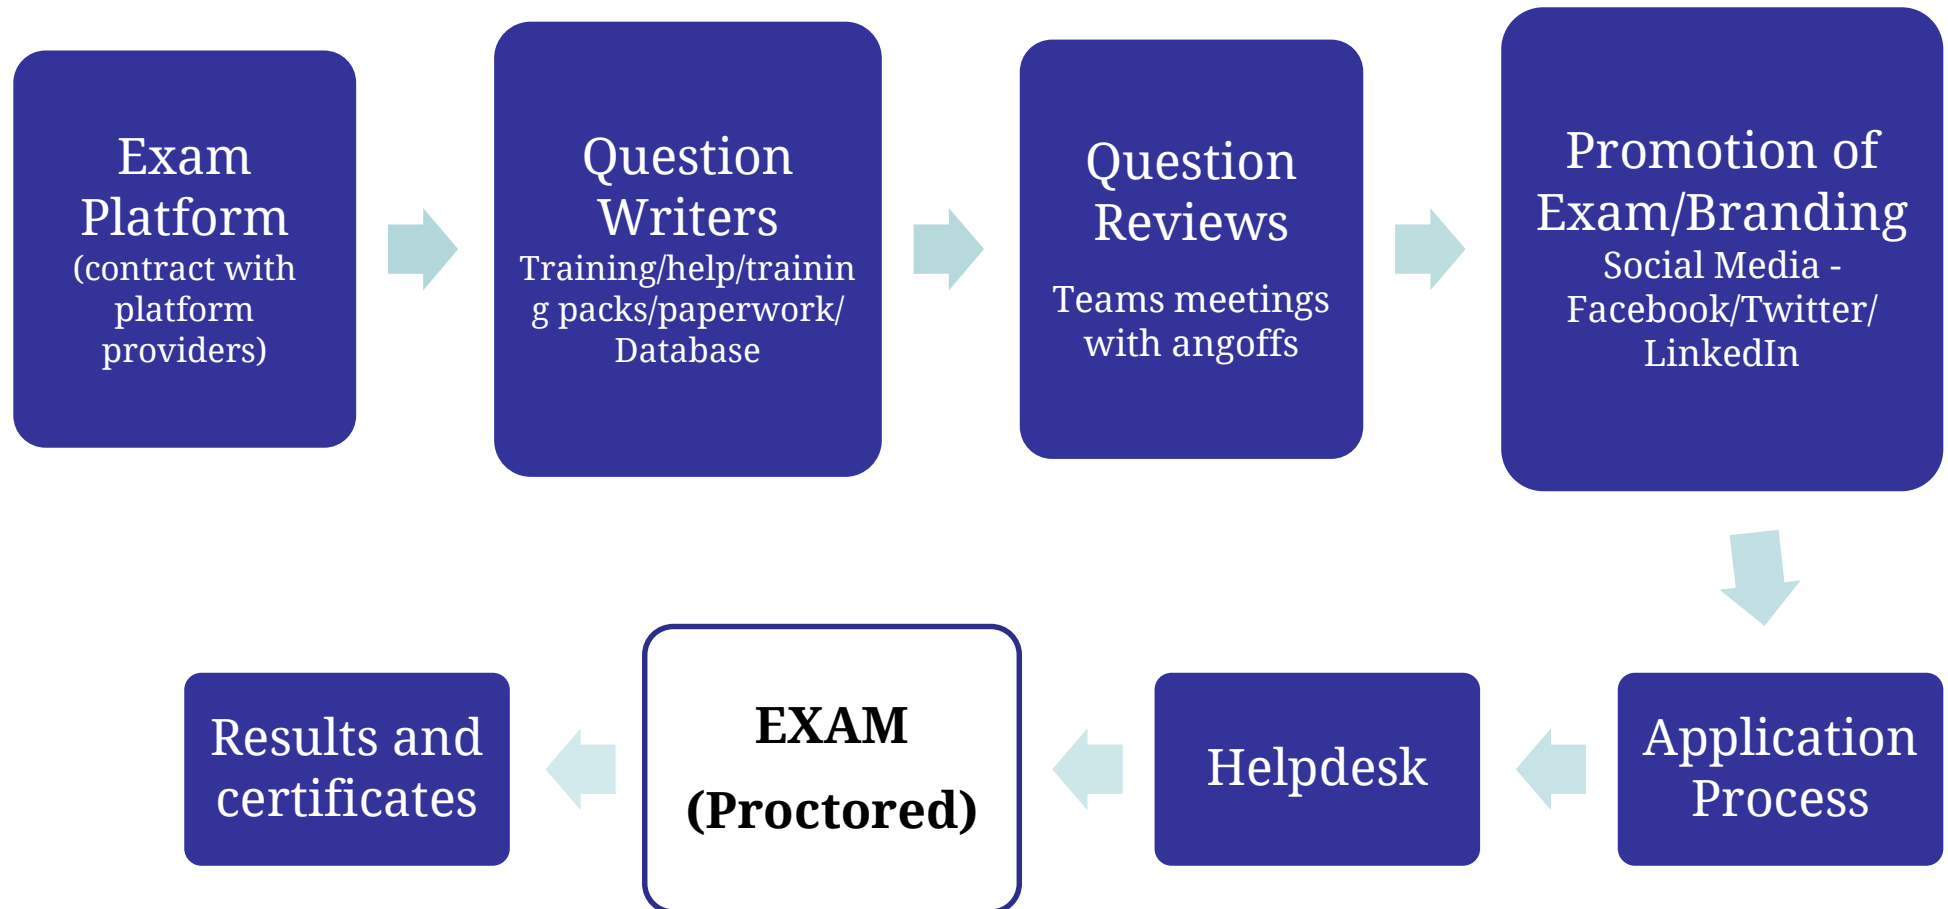 Exam
Platform
(contract with
platform
providers)
Question
Writers
Training/help/trainin
g packs/paperwork/
Database
Question
Reviews
Teams meetings
with angoffs
Promotion of
Exam/Branding
Social Media -
Facebook/Twitter/
LinkedIn
Application
Process
Helpdesk
EXAM
(Proctored)
Results and
certificates